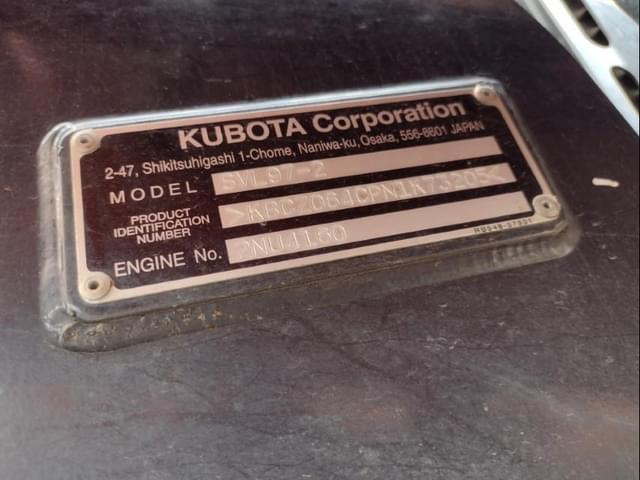 KUBOTA Corporation
2-47, Shikitsuhigashi 1-Chome, Naniwa-ku, Osaka, 556-8601 JAPAN
MODEL SVL97-2
PRODUCT
IDENTIFICATION
NUMBER
>KBCZ064CPN1K73205<
ENGINE No.